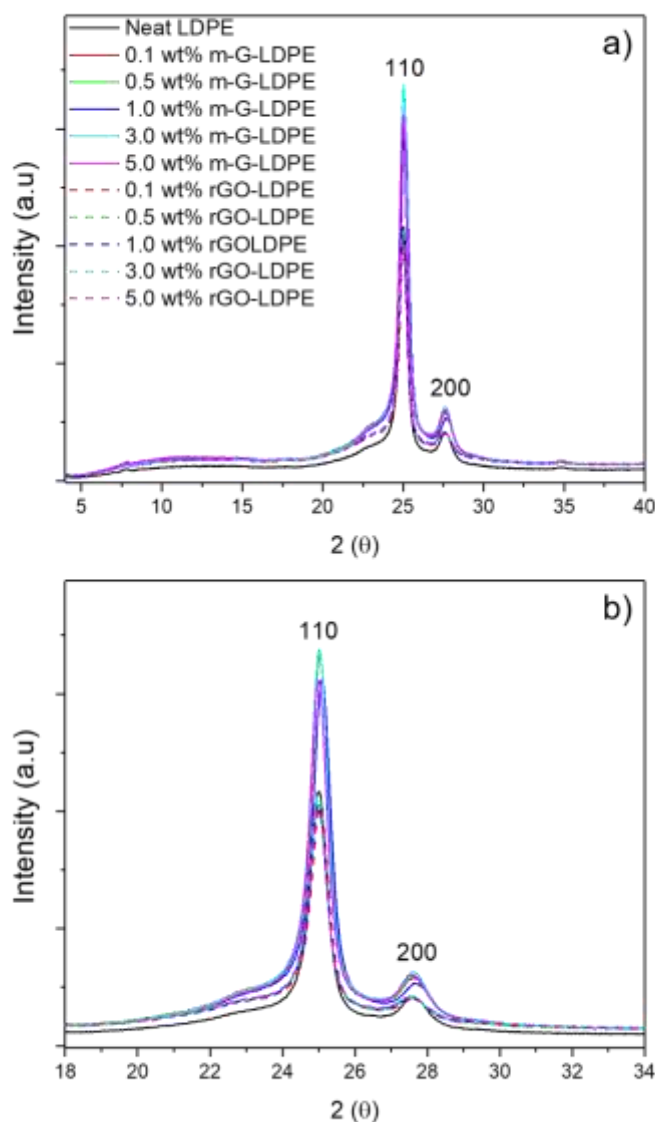 Neat LDPE
0.1 wt% m-G-LDPE
0.5 wt% m-G-LDPE
1.0 wt% m-G-LDPE
3.0 wt% m-G-LDPE
5.0 wt% m-G-LDPE
0.1 wt% rGO-LDPE
0.5 wt% rGO-LDPE
1.0 wt% rGOLDPE
3.0 wt% rGO-LDPE
5.0 wt% rGO-LDPE
a)
110
200
Intensity (a.u)
5 10 15 20 25 30 35 40
2 (θ)
b)
110
200
Intensity (a.u)
18 20 22 24 26 28 30 32 34
2 (θ)